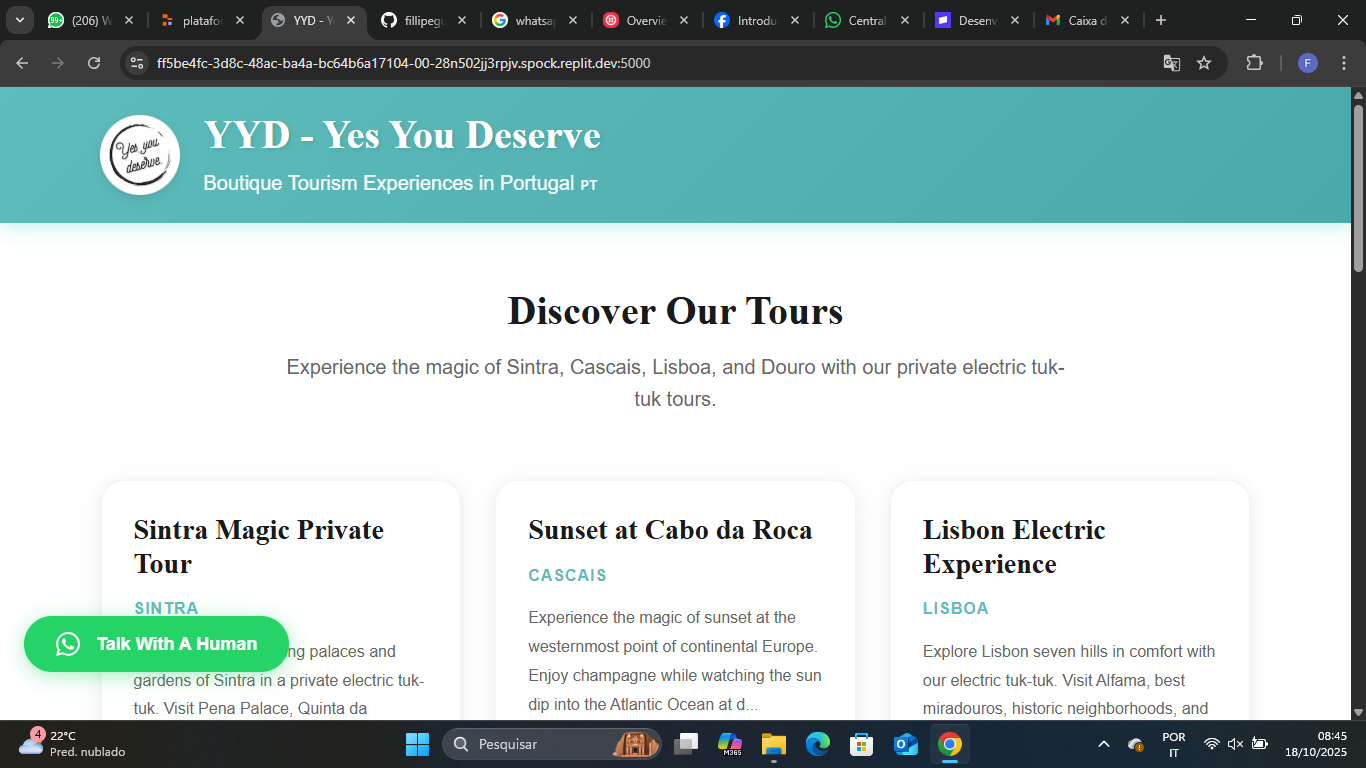 (206) W
platafor
YYD - Y
fillipegu
whatsap
Overvie
Introdu
Central
Desenv
Caixa d
ff5be4fc-3d8c-48ac-ba4a-bc64b6a17104-00-28n502jj3rpjv.spock.replit.dev:5000
F
Yes you
deserve.
YYD - Yes You Deserve
Boutique Tourism Experiences in Portugal PT
Discover Our Tours
Experience the magic of Sintra, Cascais, Lisboa, and Douro with our private electric tuk-
tuk tours.
Sintra Magic Private
Tour
SINTRA
ng palaces and
gardens of Sintra in a private electric tuk-
tuk. Visit Pena Palace, Quinta da
Sunset at Cabo da Roca
CASCAIS
Experience the magic of sunset at the
westernmost point of continental Europe.
Enjoy champagne while watching the sun
dip into the Atlantic Ocean at d...
Lisbon Electric
Experience
LISBOA
Explore Lisbon seven hills in comfort with
our electric tuk-tuk. Visit Alfama, best
miradouros, historic neighborhoods, and
Talk With A Human
4
22°C
Pred. nublado
Pesquisar
M365
POR
IT
08:45
18/10/2025